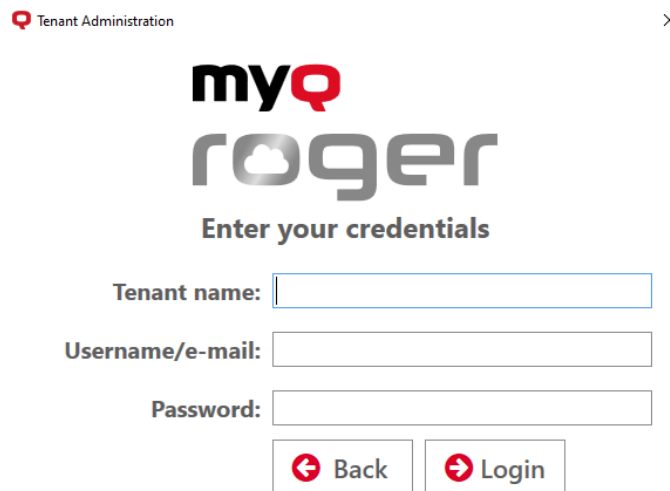 Tenant Administration
myQ
roger
Enter your credentials
Tenant name:
Username/e-mail:
Password:
Back
Login